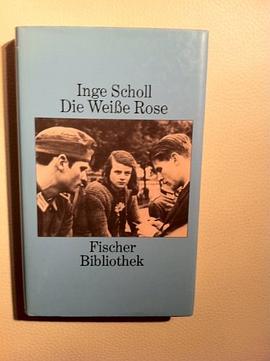 Inge Scholl
Die Weiße Rose
Fischer
Bibliothek